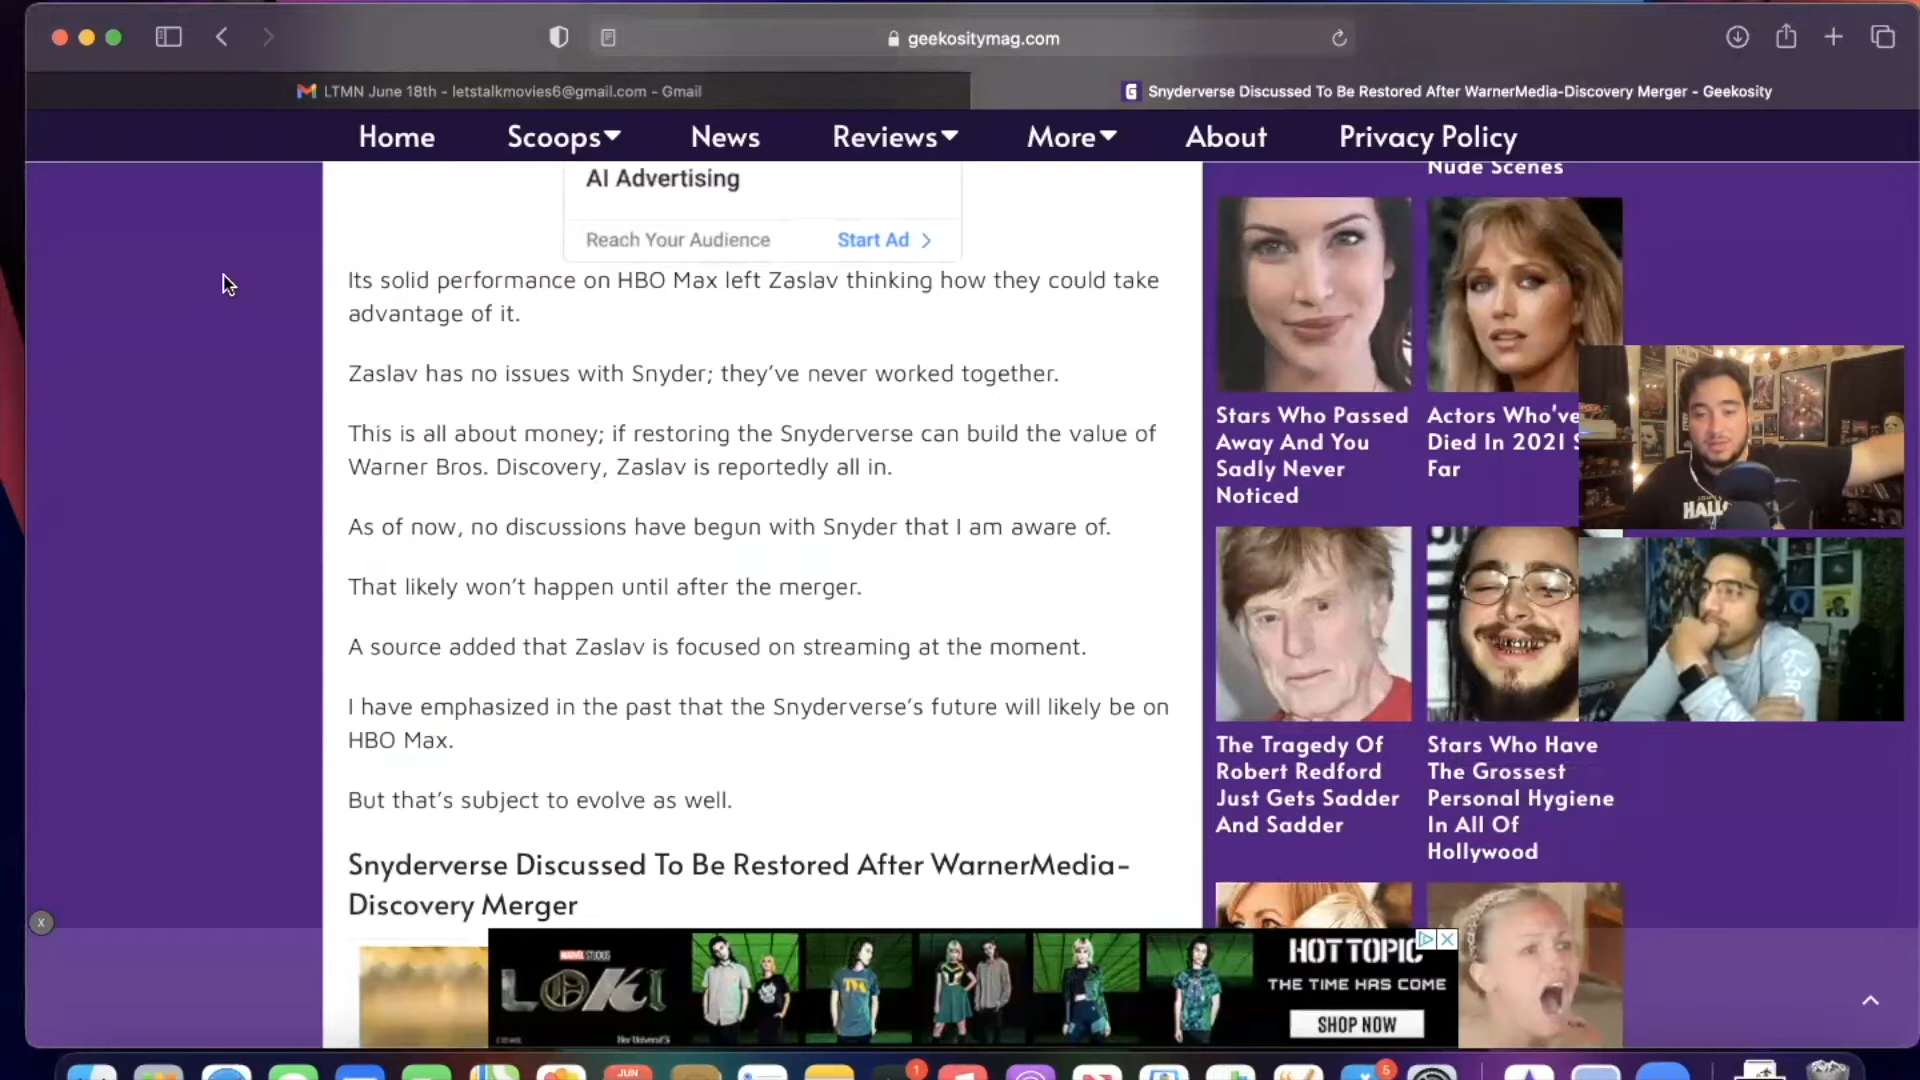 geekositymag.com
LTMN June 18th - letstalkmovies6@gmail.com - Gmail
Snyderverse Discussed To Be Restored After WarnerMedia-Discovery Merger - Geekosity
Home Scoops News Reviews More About Privacy Policy
AI Advertising
Reach Your Audience Start Ad
Its solid performance on HBO Max left Zaslav thinking how they could take
advantage of it.
Zaslav has no issues with Snyder; they've never worked together.
This is all about money; if restoring the Snyderverse can build the value of
Warner Bros. Discovery, Zaslav is reportedly all in.
As of now, no discussions have begun with Snyder that I am aware of.
That likely won't happen until after the merger.
A source added that Zaslav is focused on streaming at the moment.
I have emphasized in the past that the Snyderverse's future will likely be on
HBO Max.
But that's subject to evolve as well.
Snyderverse Discussed To Be Restored After WarnerMedia-
Discovery Merger
Nude Scenes
Stars Who Passed
Away And You
Sadly Never
Noticed
Actors Who've
Died In 2021 S
Far
The Tragedy Of
Robert Redford
Just Gets Sadder
And Sadder
Stars Who Have
The Grossest
Personal Hygiene
In All Of
Hollywood
HALL
X
MARVEL STUDIOS
LOKI
TVA
HOT TOPIC
THE TIME HAS COME
SHOP NOW
JUN
1
5